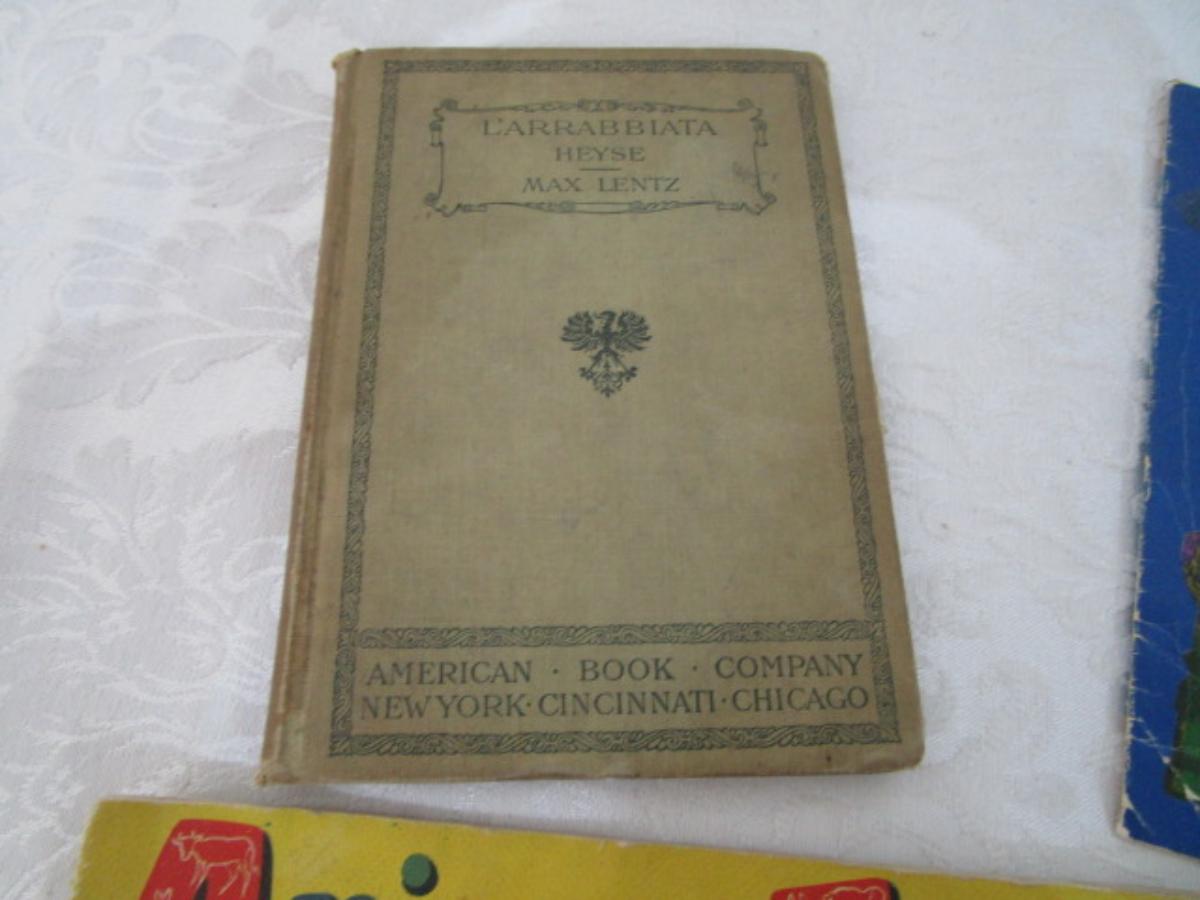 L'ARRABBIATA
HEYSE
MAX LENTZ
AMERICAN · BOOK · COMPANY
NEW YORK · CINCINNATI · CHICAGO